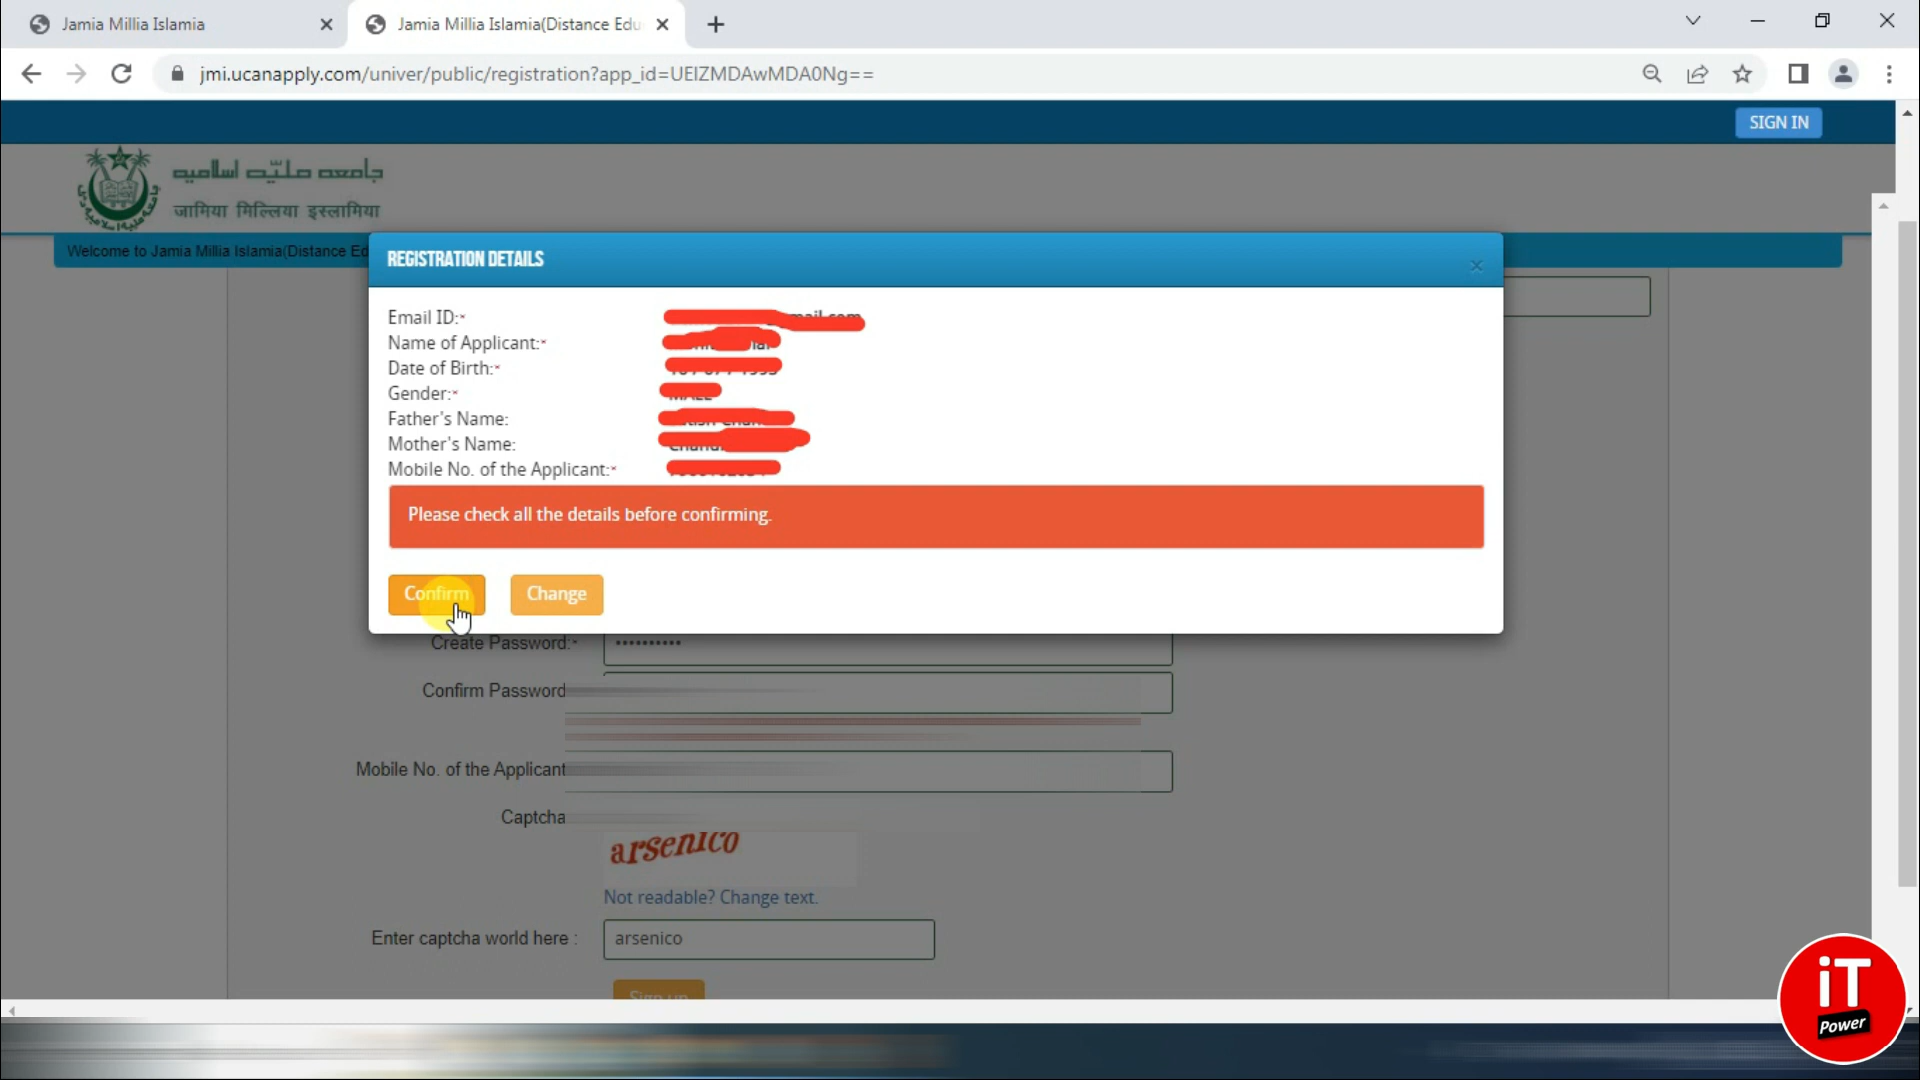 Jamia Millia Islamia
Jamia Millia Islamia(Distance Edu
jmi.ucanapply.com/univer/public/registration?app_id=UEIZMDAwMDA0Ng==
SIGN IN
جامعہ ملیّہ اسلامیہ
जामिया मिल्लिया इस्लामिया
Welcome to Jamia Millia Islamia(Distance Ed
REGISTRATION DETAILS
Email ID:*
Name of Applicant:*
Date of Birth:*
Gender:*
Father's Name:
Mother's Name:
Mobile No. of the Applicant:*
Please check all the details before confirming.
Confirm Change
Create Password:* ••••••••••
Confirm Password
Mobile No. of the Applicant
Captcha
arsenico
Not readable? Change text.
Enter captcha world here : arsenico
Sign up
iT
Power